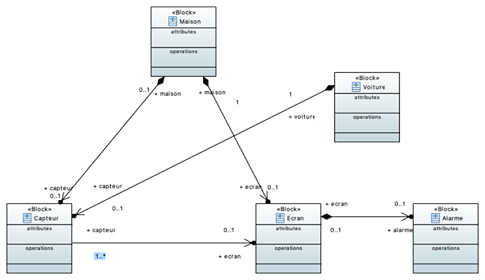 «Block»
Maison
attributes
operations
0..1
+ maison
+ maison
1
1
+ voiture
«Block»
Voiture
attributes
operations
+ capteur
0..1
+ capteur
+ ecran
0..1
0..1
«Block»
Capteur
attributes
operations
+ capteur
1..*
0..1
+ ecran
«Block»
Ecran
attributes
operations
+ ecran
0..1
0..1
+ alarme
«Block»
Alarme
attributes
operations